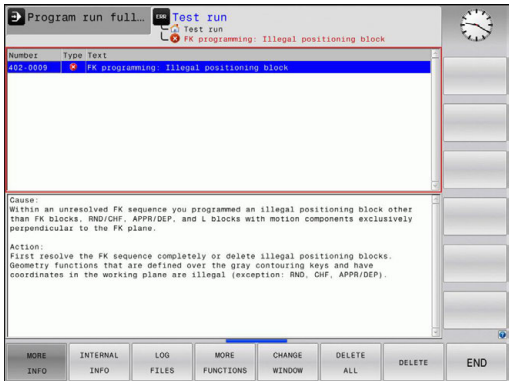 Program run full...
ERR
Test run
Test run
FK programming: Illegal positioning block
Number Type Text
402-0009 FK programming: Illegal positioning block
Cause:
Within an unresolved FK sequence you programmed an illegal positioning block other
than FK blocks, RND/CHF, APPR/DEP, and L blocks with motion components exclusively
perpendicular to the FK plane.
Action:
First resolve the FK sequence completely or delete illegal positioning blocks.
Geometry functions that are defined over the gray contouring keys and have
coordinates in the working plane are illegal (exception: RND, CHF, APPR/DEP).
MORE INFO
INTERNAL INFO
LOG FILES
MORE FUNCTIONS
CHANGE WINDOW
DELETE ALL
DELETE
END